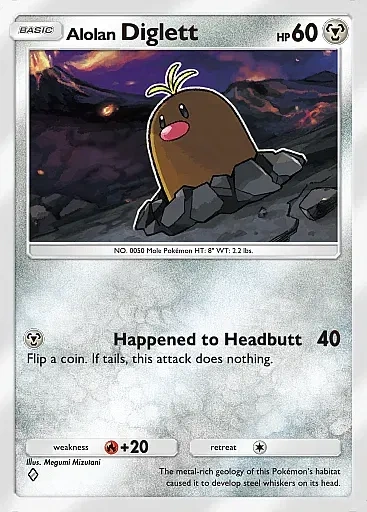 BASIC Alolan Diglett HP 60
NO. 0050 Mole Pokémon HT: 8" WT: 2.2 lbs.
Happened to Headbutt 40
Flip a coin. If tails, this attack does nothing.
weakness +20 retreat
Illus. Megumi Mizutani
The metal-rich geology of this Pokémon's habitat
caused it to develop steel whiskers on its head.